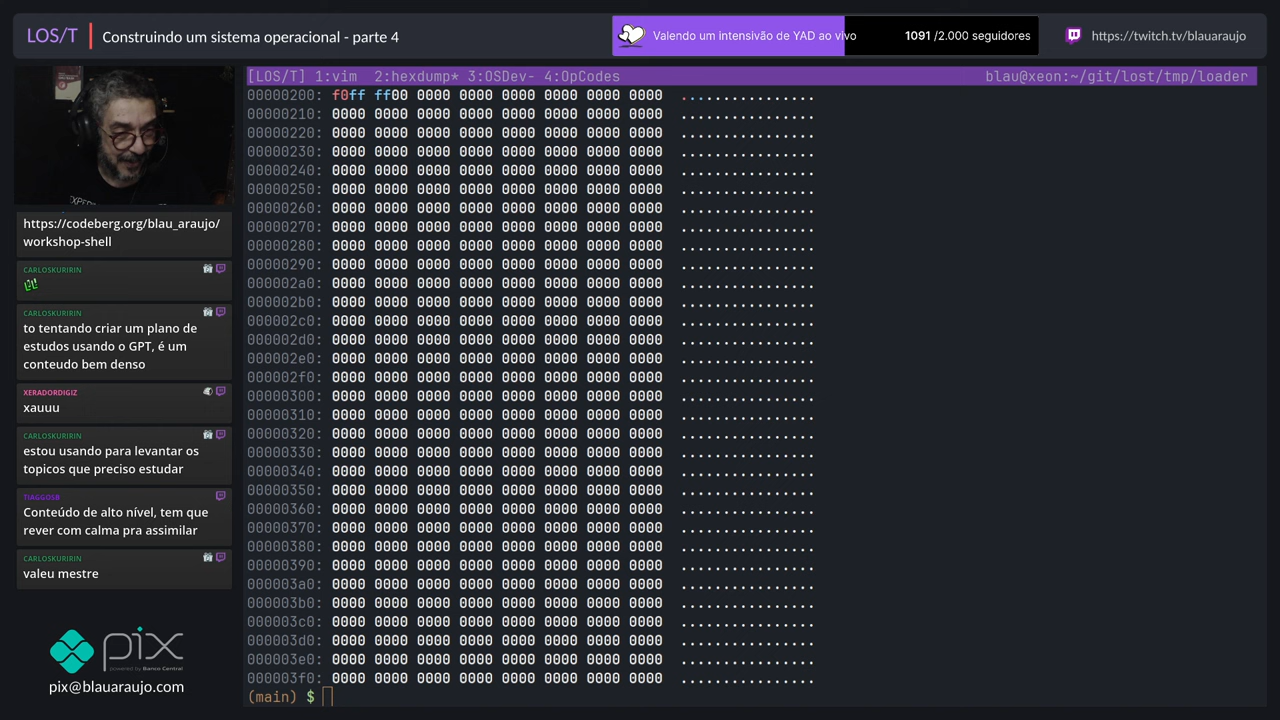 LOS/T
Construindo um sistema operacional - parte 4
Valendo um intensivão de YAD ao vivo
1091 /2.000 seguidores
https://twitch.tv/blauaraujo
https://codeberg.org/blau_araujo/
workshop-shell
CARLOSKURIRIN
CARLOSKURIRIN
to tentando criar um plano de
estudos usando o GPT, é um
conteudo bem denso
XERADORDIGIZ
xauuu
CARLOSKURIRIN
estou usando para levantar os
topicos que preciso estudar
TIAGGOSB
Conteúdo de alto nível, tem que
rever com calma pra assimilar
CARLOSKURIRIN
valeu mestre
pix
powered by Banco Central
pix@blauaraujo.com
[LOS/T] 1:vim  2:hexdump* 3:OSDev- 4:OpCodes
blau@xeon:~/git/lost/tmp/loader
00000200: f0ff ff00 0000 0000 0000 0000 0000 0000  ................
00000210: 0000 0000 0000 0000 0000 0000 0000 0000  ................
00000220: 0000 0000 0000 0000 0000 0000 0000 0000  ................
00000230: 0000 0000 0000 0000 0000 0000 0000 0000  ................
00000240: 0000 0000 0000 0000 0000 0000 0000 0000  ................
00000250: 0000 0000 0000 0000 0000 0000 0000 0000  ................
00000260: 0000 0000 0000 0000 0000 0000 0000 0000  ................
00000270: 0000 0000 0000 0000 0000 0000 0000 0000  ................
00000280: 0000 0000 0000 0000 0000 0000 0000 0000  ................
00000290: 0000 0000 0000 0000 0000 0000 0000 0000  ................
000002a0: 0000 0000 0000 0000 0000 0000 0000 0000  ................
000002b0: 0000 0000 0000 0000 0000 0000 0000 0000  ................
000002c0: 0000 0000 0000 0000 0000 0000 0000 0000  ................
000002d0: 0000 0000 0000 0000 0000 0000 0000 0000  ................
000002e0: 0000 0000 0000 0000 0000 0000 0000 0000  ................
000002f0: 0000 0000 0000 0000 0000 0000 0000 0000  ................
00000300: 0000 0000 0000 0000 0000 0000 0000 0000  ................
00000310: 0000 0000 0000 0000 0000 0000 0000 0000  ................
00000320: 0000 0000 0000 0000 0000 0000 0000 0000  ................
00000330: 0000 0000 0000 0000 0000 0000 0000 0000  ................
00000340: 0000 0000 0000 0000 0000 0000 0000 0000  ................
00000350: 0000 0000 0000 0000 0000 0000 0000 0000  ................
00000360: 0000 0000 0000 0000 0000 0000 0000 0000  ................
00000370: 0000 0000 0000 0000 0000 0000 0000 0000  ................
00000380: 0000 0000 0000 0000 0000 0000 0000 0000  ................
00000390: 0000 0000 0000 0000 0000 0000 0000 0000  ................
000003a0: 0000 0000 0000 0000 0000 0000 0000 0000  ................
000003b0: 0000 0000 0000 0000 0000 0000 0000 0000  ................
000003c0: 0000 0000 0000 0000 0000 0000 0000 0000  ................
000003d0: 0000 0000 0000 0000 0000 0000 0000 0000  ................
000003e0: 0000 0000 0000 0000 0000 0000 0000 0000  ................
000003f0: 0000 0000 0000 0000 0000 0000 0000 0000  ................
(main) $